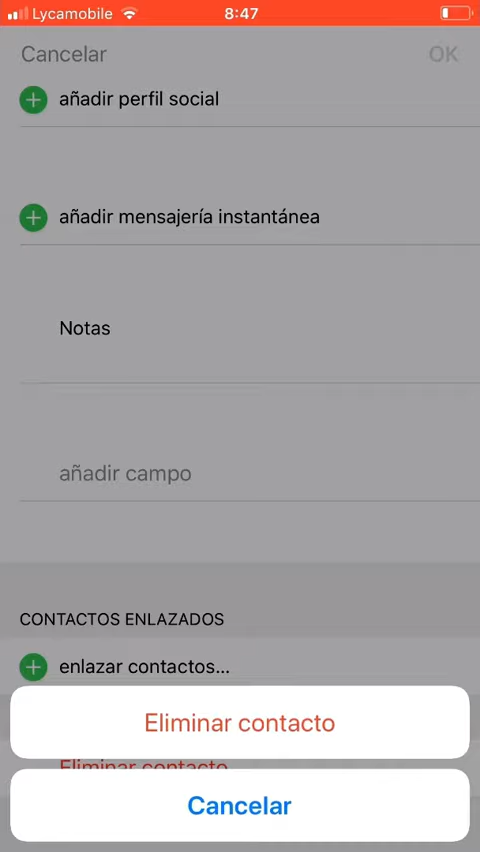 Lycamobile
8:47
Cancelar
OK
añadir perfil social
añadir mensajería instantánea
Notas
añadir campo
CONTACTOS ENLAZADOS
enlazar contactos...
Eliminar contacto
Eliminar contacto
Cancelar